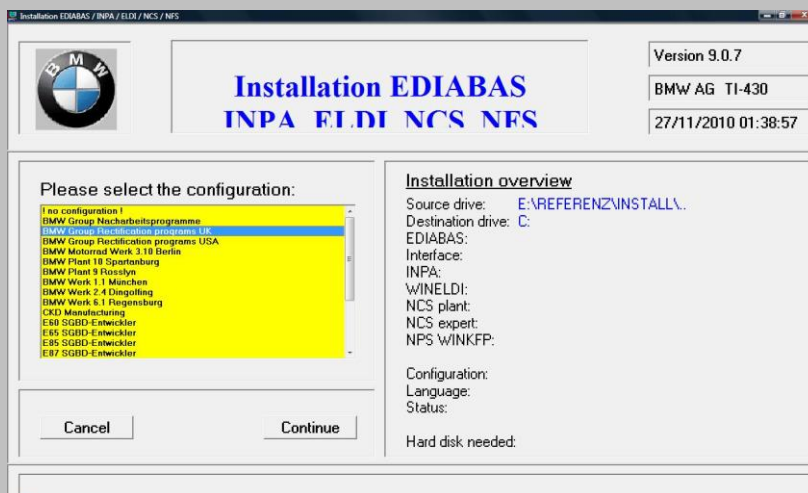 Installation EDIABAS / INPA / ELDI / NCS / NFS
BMW
Installation EDIABAS
INPA ELDI NCS NFS
Version 9.0.7
BMW AG TI-430
27/11/2010 01:38:57
Please select the configuration:
! no configuration !
BMW Group Nacharbeitsprogramme
BMW Group Rectification programs UK
BMW Group Rectification programs USA
BMW Motorrad Werk 3.10 Berlin
BMW Plant 10 Spartanburg
BMW Plant 9 Rosslyn
BMW Werk 1.1 München
BMW Werk 2.4 Dingolfing
BMW Werk 6.1 Regensburg
CKD Manufacturing
E60 SGBD-Entwickler
E65 SGBD-Entwickler
E85 SGBD-Entwickler
E87 SGBD-Entwickler
Cancel
Continue
Installation overview
Source drive: E:\REFERENZ\INSTALL\..
Destination drive: C:
EDIABAS:
Interface:
INPA:
WINELDI:
NCS plant:
NCS expert:
NPS WINKFP:
Configuration:
Language:
Status:
Hard disk needed: